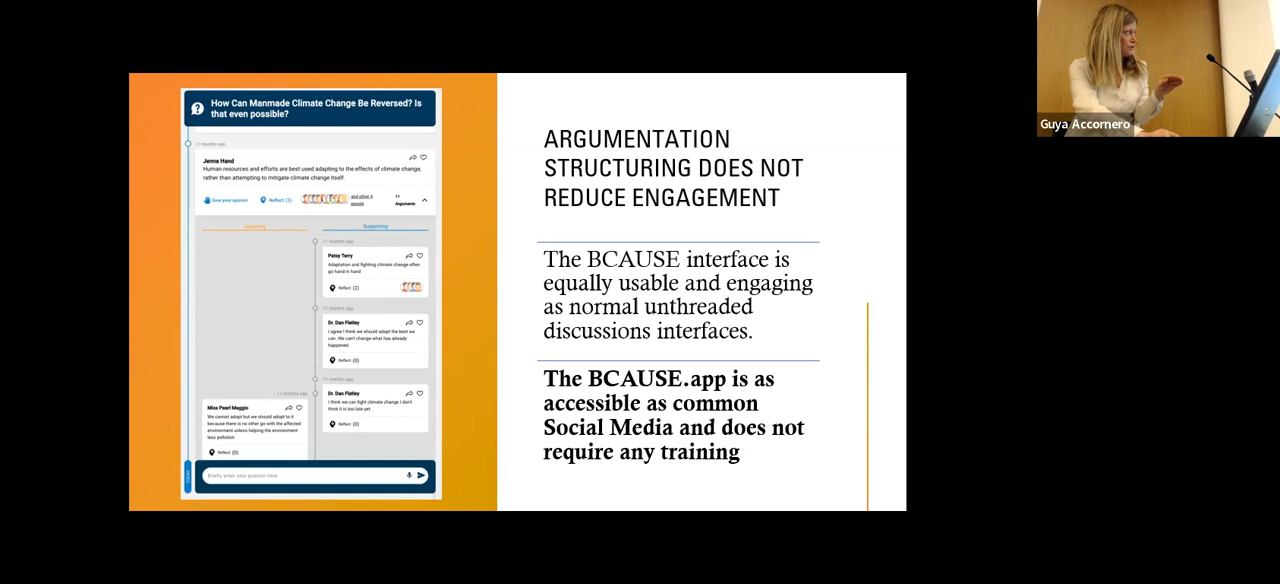 How Can Manmade Climate Change Be Reversed? Is
that even possible?
11 months ago
Jenna Hand
Human resources and efforts are best used adapting to the effects of climate change,
rather than attempting to mitigate climate change itself.
Give your opinion
Reflect (3)
and other 4
people
11
Arguments
Opposing
Supporting
11 months ago
Patsy Terry
Adaptation and fighting climate change often
go hand in hand
Reflect (2)
11 months ago
Dr. Dan Flatley
I agree I think we should adapt the best we
can. We can't change what has already
happened.
Reflect (0)
11 months ago
Dr. Dan Flatley
I think we can fight climate change I don't
think it is too late yet.
Reflect (0)
11 months ago
Miss Pearl Maggio
We cannot adopt but we should adopt to it
because there is no other go with the affected
environment unless helping the environment
less pollution
Reflect (0)
Briefly enter your position here
ARGUMENTATION
STRUCTURING DOES NOT
REDUCE ENGAGEMENT
The BCAUSE interface is
equally usable and engaging
as normal unthreaded
discussions interfaces.
The BCAUSE.app is as
accessible as common
Social Media and does not
require any training
Guya Accornero